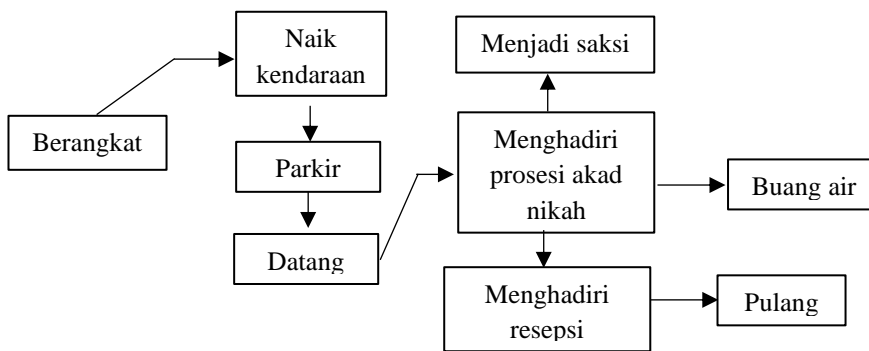 Berangkat
Naik
kendaraan
Parkir
Datang
Menghadiri
prosesi akad
nikah
Menjadi saksi
Buang air
Menghadiri
resepsi
Pulang